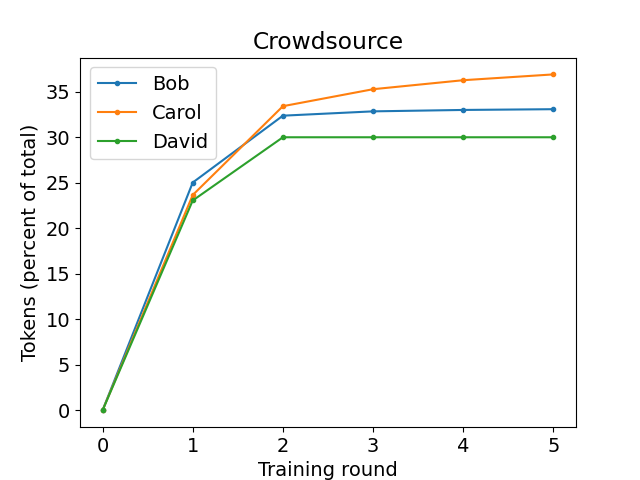 Crowdsource
Bob
Carol
David
Tokens (percent of total)
35
30
25
20
15
10
5
0
0 1 2 3 4 5
Training round